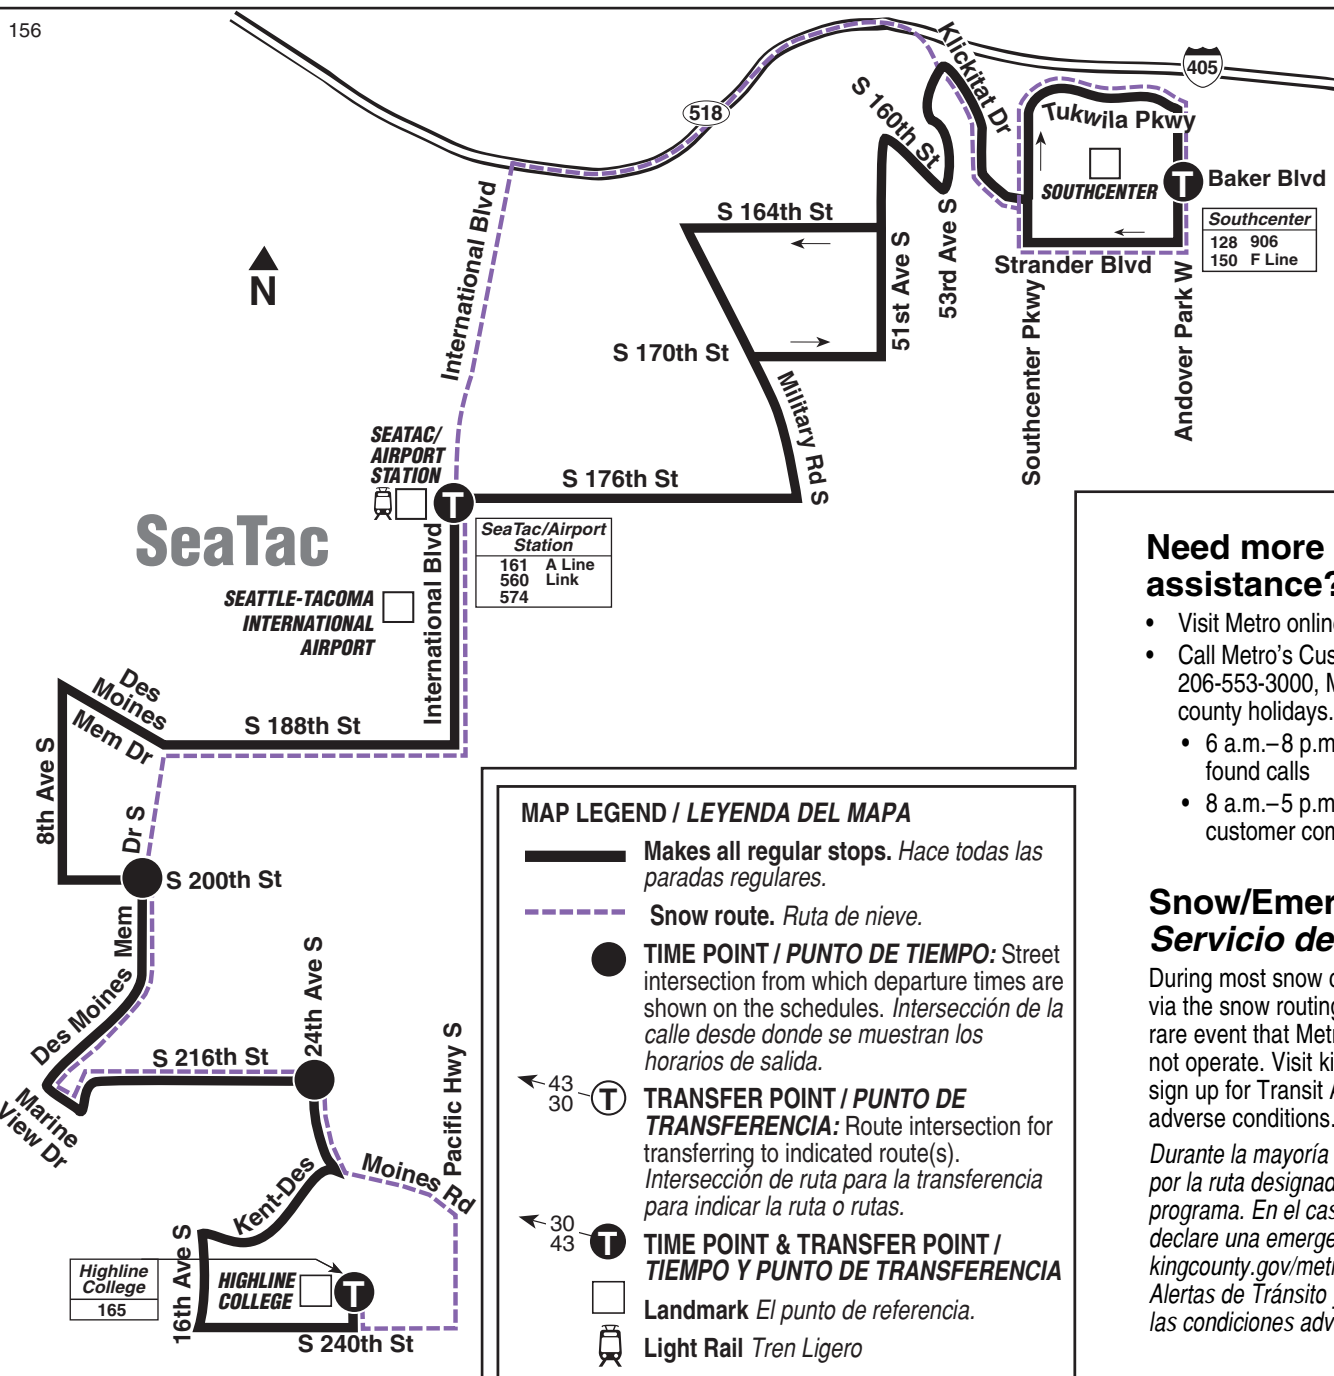 156
405
518
Klickitat Dr
S 160th St
Tukwila Pkwy
SOUTHCENTER
T
Baker Blvd
Southcenter
128 906
150 F Line
Strander Blvd
Southcenter Pkwy
Andover Park W
53rd Ave S
51st Ave S
S 164th St
S 170th St
Military Rd S
S 176th St
International Blvd
N
SEATAC/
AIRPORT
STATION
T
SeaTac/Airport
Station
161 A Line
560 Link
574
SeaTac
SEATTLE-TACOMA
INTERNATIONAL
AIRPORT
International Blvd
S 188th St
Des
Moines
Mem Dr
8th Ave S
Dr S
S 200th St
Mem
Des Moines
24th Ave S
S 216th St
Marine
View Dr
Pacific Hwy S
Kent-Des
Moines Rd
16th Ave S
Highline
College
165
HIGHLINE
COLLEGE
T
S 240th St
MAP LEGEND / LEYENDA DEL MAPA
Makes all regular stops. Hace todas las
paradas regulares.
Snow route. Ruta de nieve.
TIME POINT / PUNTO DE TIEMPO: Street
intersection from which departure times are
shown on the schedules. Intersección de la
calle desde donde se muestran los
horarios de salida.
43
30
T
TRANSFER POINT / PUNTO DE
TRANSFERENCIA: Route intersection for
transferring to indicated route(s).
Intersección de ruta para la transferencia
para indicar la ruta o rutas.
30
43
T
TIME POINT & TRANSFER POINT /
TIEMPO Y PUNTO DE TRANSFERENCIA
Landmark El punto de referencia.
Light Rail Tren Ligero
Need more
assistance?
• Visit Metro online
• Call Metro's Cus
206-553-3000, M
county holidays.
• 6 a.m.–8 p.m
found calls
• 8 a.m.–5 p.m
customer com
Snow/Emer
Servicio de
During most snow c
via the snow routing
rare event that Metr
not operate. Visit ki
sign up for Transit A
adverse conditions.
Durante la mayoría
por la ruta designad
programa. En el cas
declare una emerge
kingcounty.gov/metr
Alertas de Tránsito
las condiciones adv